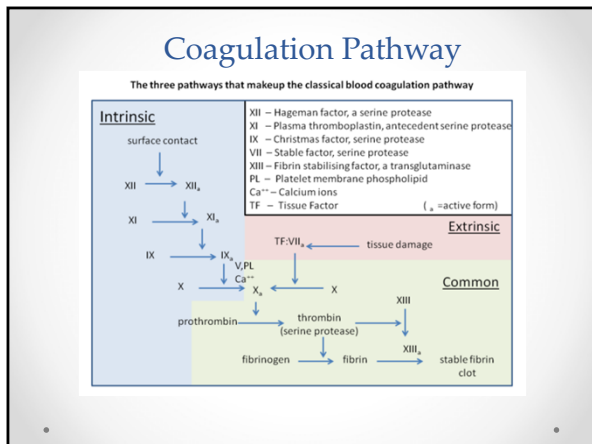 Coagulation Pathway
The three pathways that makeup the classical blood coagulation pathway
Intrinsic
XII – Hageman factor, a serine protease
XI – Plasma thromboplastin, antecedent serine protease
IX – Christmas factor, serine protease
VII – Stable factor, serine protease
XIII – Fibrin stabilising factor, a transglutaminase
PL – Platelet membrane phospholipid
Ca⁺⁺ – Calcium ions
TF – Tissue Factor ( ₐ =active form)
surface contact
XII XIIₐ
XI XIₐ
Extrinsic
TF:VIIₐ tissue damage
IX IXₐ
V,PL
Ca⁺⁺
Common
X Xₐ X
XIII
prothrombin thrombin
(serine protease)
XIIIₐ
fibrinogen fibrin stable fibrin
clot